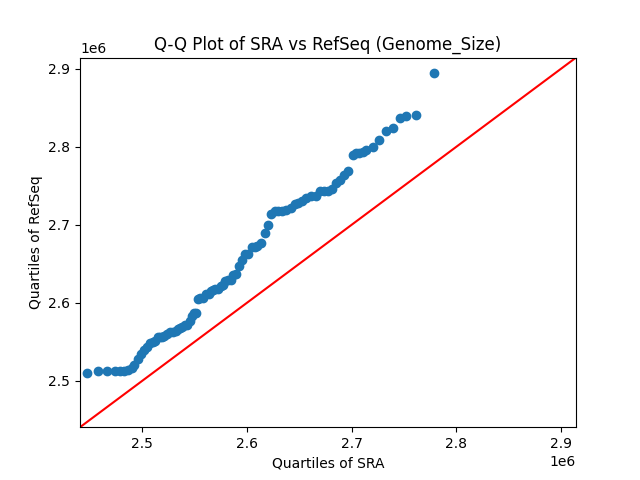 Q-Q Plot of SRA vs RefSeq (Genome_Size)
1e6
2.9
2.8
2.7
2.6
2.5
Quartiles of RefSeq
2.5 2.6 2.7 2.8 2.9
1e6
Quartiles of SRA